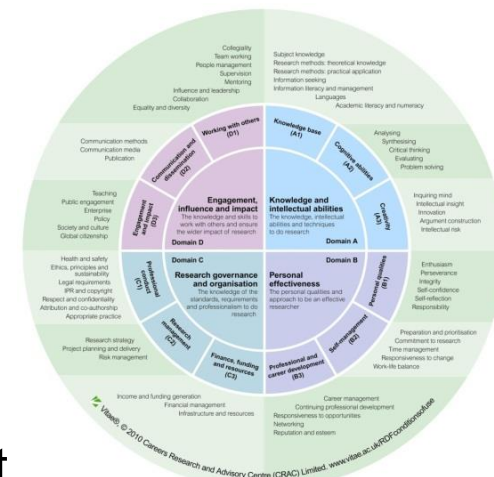 Collegiality
Team working
People management
Supervision
Mentoring
Influence and leadership
Collaboration
Equality and diversity
Subject knowledge
Research methods: theoretical knowledge
Research methods: practical application
Information seeking
Information literacy and management
Languages
Academic literacy and numeracy
Communication methods
Communication media
Publication
Analysing
Synthesising
Critical thinking
Evaluating
Problem solving
Teaching
Public engagement
Enterprise
Policy
Society and culture
Global citizenship
Inquiring mind
Intellectual insight
Innovation
Argument construction
Intellectual risk
Working with others
(D1)
Communication and
dissemination
(D2)
Engagement
and impact
(D3)
Knowledge base
(A1)
Cognitive abilities
(A2)
Creativity
(A3)
Engagement,
influence and impact
The knowledge and skills to
work with others and ensure
the wider impact of research
Domain D
Knowledge and
intellectual abilities
The knowledge, intellectual
abilities and techniques
to do research
Domain A
Domain C
Research governance
and organisation
The knowledge of the
standards, requirements
and professionalism to do
research
Domain B
Personal
effectiveness
The personal qualities and
approach to be an effective
researcher
Professional
conduct
(C1)
Research
management
(C2)
Finance, funding
and resources
(C3)
Personal qualities
(B1)
Self-management
(B2)
Professional and
career development
(B3)
Health and safety
Ethics, principles and
sustainability
Legal requirements
IPR and copyright
Respect and confidentiality
Attribution and co-authorship
Appropriate practice
Enthusiasm
Perseverance
Integrity
Self-confidence
Self-reflection
Responsibility
Research strategy
Project planning and delivery
Risk management
Preparation and prioritisation
Commitment to research
Time management
Responsiveness to change
Work-life balance
Income and funding generation
Financial management
Infrastructure and resources
Career management
Continuing professional development
Responsiveness to opportunities
Networking
Reputation and esteem
Vitae®, © 2010 Careers Research and Advisory Centre (CRAC) Limited. www.vitae.ac.uk/RDFconditionsofuse